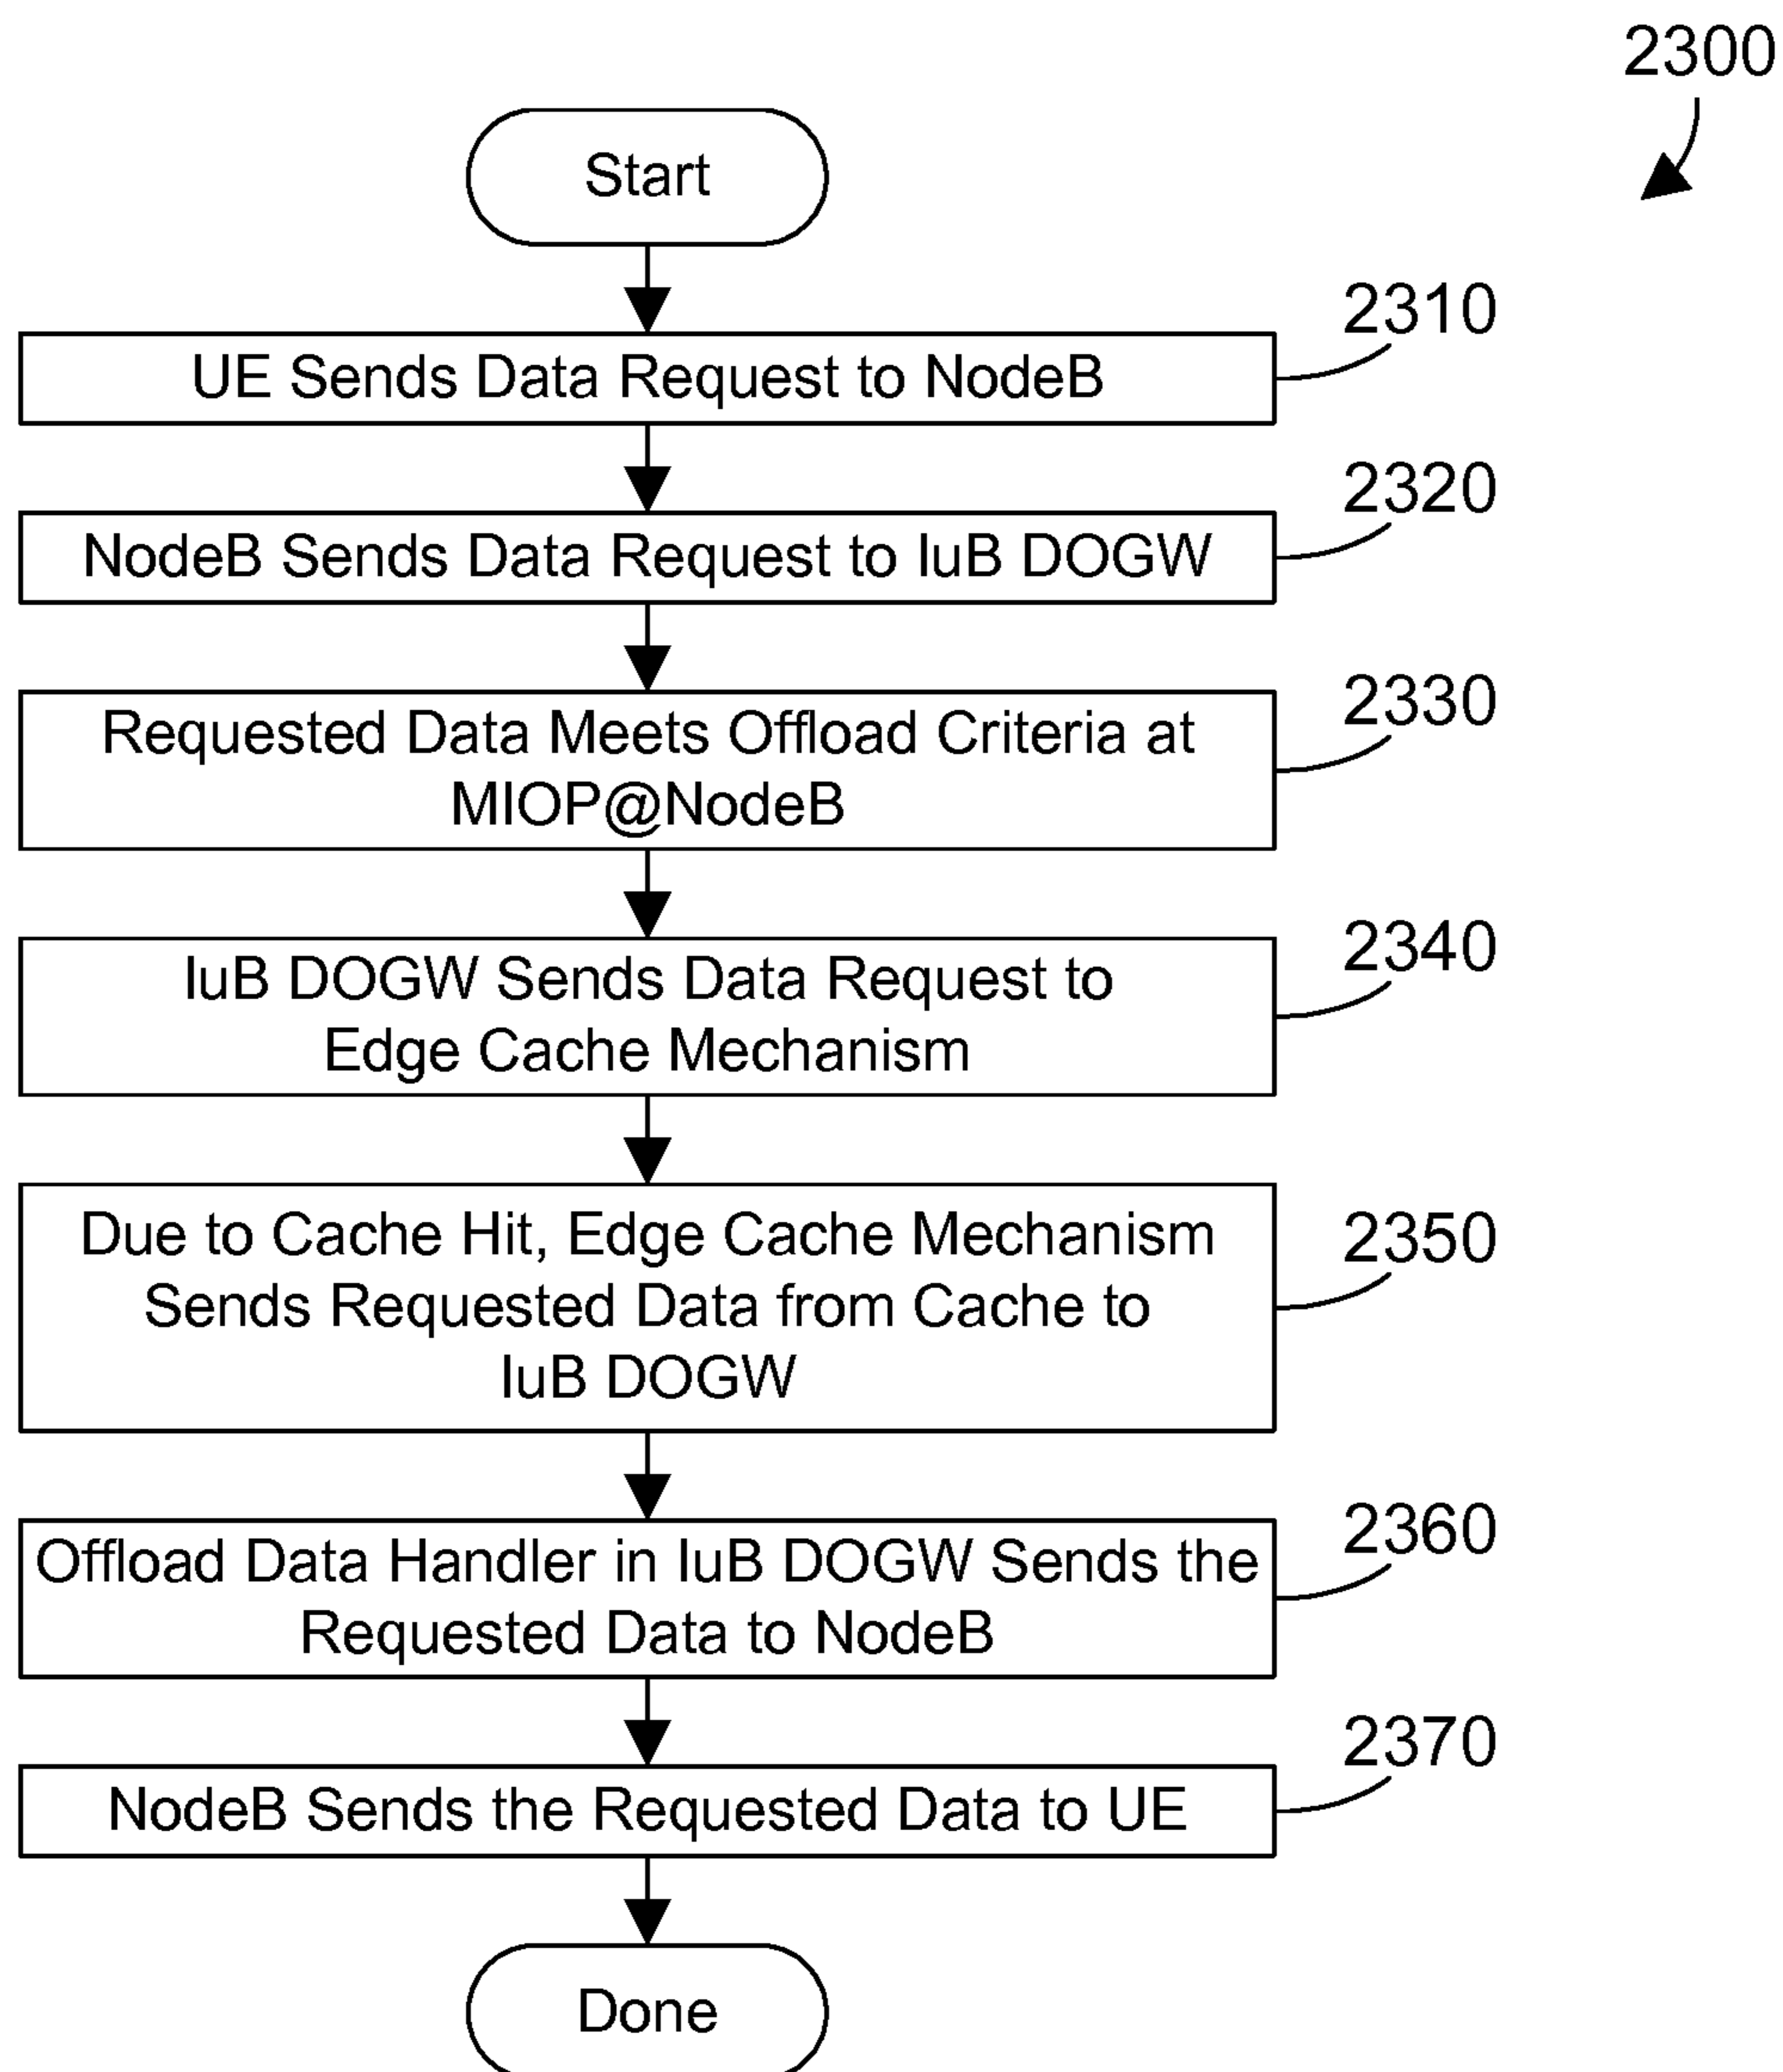 2300
Start
2310
UE Sends Data Request to NodeB
2320
NodeB Sends Data Request to IuB DOGW
2330
Requested Data Meets Offload Criteria at
MIOP@NodeB
2340
IuB DOGW Sends Data Request to
Edge Cache Mechanism
2350
Due to Cache Hit, Edge Cache Mechanism
Sends Requested Data from Cache to
IuB DOGW
2360
Offload Data Handler in IuB DOGW Sends the
Requested Data to NodeB
2370
NodeB Sends the Requested Data to UE
Done